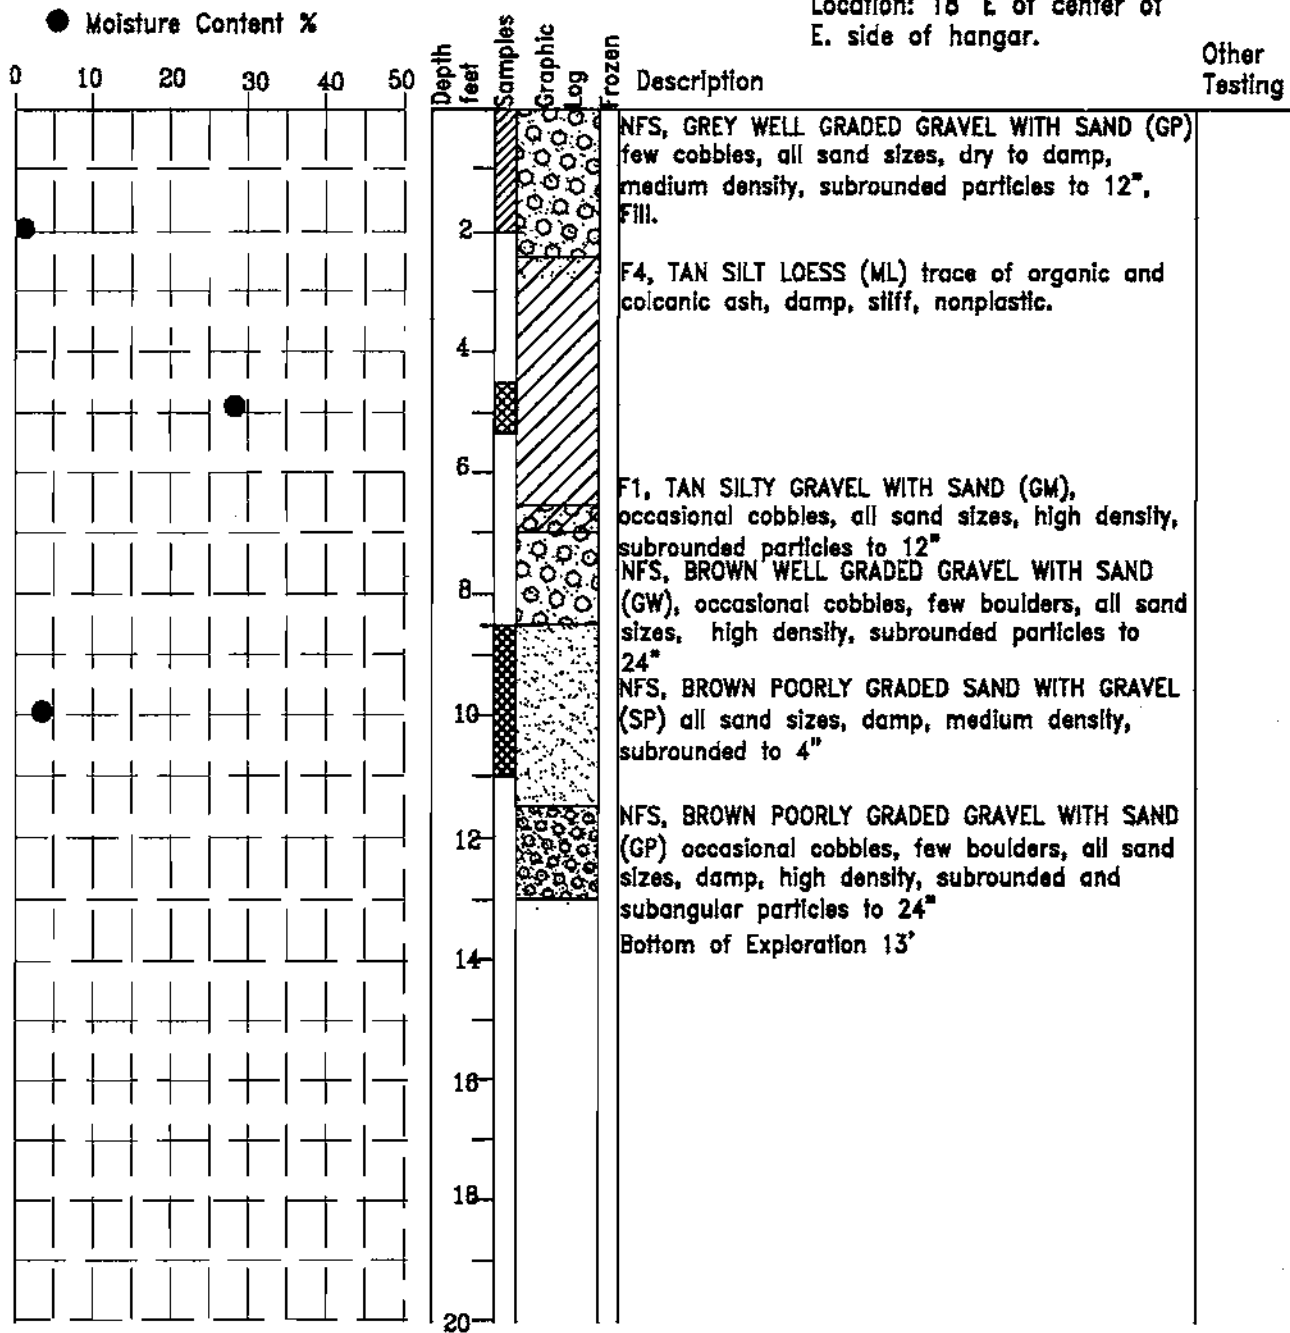 Location: 18' E of center of
E. side of hangar.
● Moisture Content %
0 10 20 30 40 50
Depth
feet
Samples
Graphic
Log
Frozen
Description
Other
Testing
NFS, GREY WELL GRADED GRAVEL WITH SAND (GP)
few cobbles, all sand sizes, dry to damp,
medium density, subrounded particles to 12",
Fill.
2
F4, TAN SILT LOESS (ML) trace of organic and
colcanic ash, damp, stiff, nonplastic.
4
6
F1, TAN SILTY GRAVEL WITH SAND (GM),
occasional cobbles, all sand sizes, high density,
subrounded particles to 12"
NFS, BROWN WELL GRADED GRAVEL WITH SAND
8
(GW), occasional cobbles, few boulders, all sand
sizes, high density, subrounded particles to
24"
NFS, BROWN POORLY GRADED SAND WITH GRAVEL
10
(SP) all sand sizes, damp, medium density,
subrounded to 4"
NFS, BROWN POORLY GRADED GRAVEL WITH SAND
12
(GP) occasional cobbles, few boulders, all sand
sizes, damp, high density, subrounded and
subangular particles to 24"
Bottom of Exploration 13'
14
16
18
20